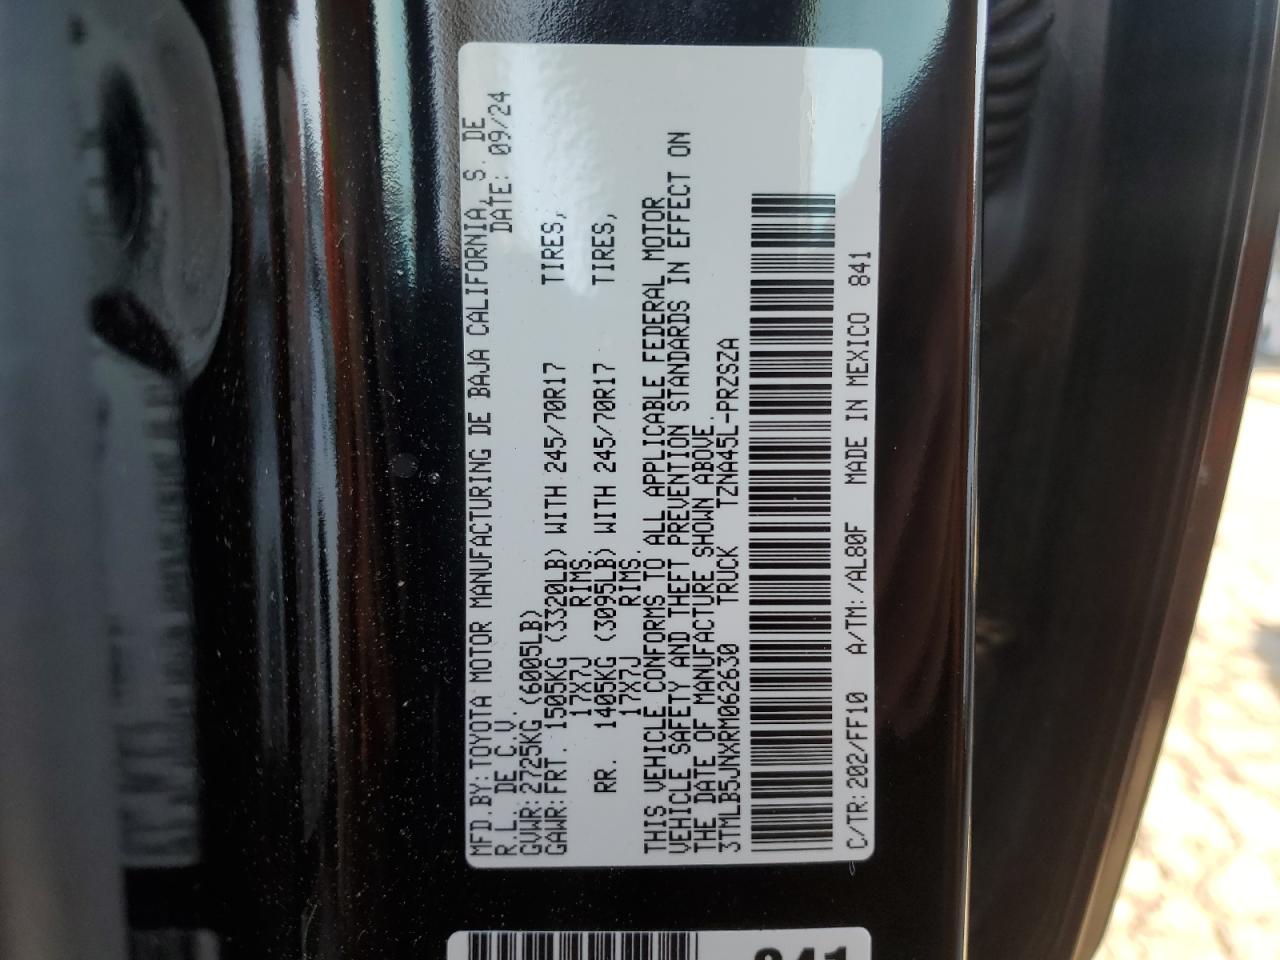 MFD.BY:TOYOTA MOTOR MANUFACTURING DE BAJA CALIFORNIA, S. DE
R.L. DE C.V. DATE: 09/24
GVWR:2725KG (6005LB)
GAWR:FRT. 1505KG (3320LB) WITH 245/70R17 TIRES,
17X7J RIMS
RR. 1405KG (3095LB) WITH 245/70R17 TIRES,
17X7J RIMS.
THIS VEHICLE CONFORMS TO ALL APPLICABLE FEDERAL MOTOR
VEHICLE SAFETY AND THEFT PREVENTION STANDARDS IN EFFECT ON
THE DATE OF MANUFACTURE SHOWN ABOVE.
3TMLB5JNXRM062630 TRUCK TZNA45L-PRZSZA
C/TR:202/FF10 A/TM:/AL80F MADE IN MEXICO 841
841